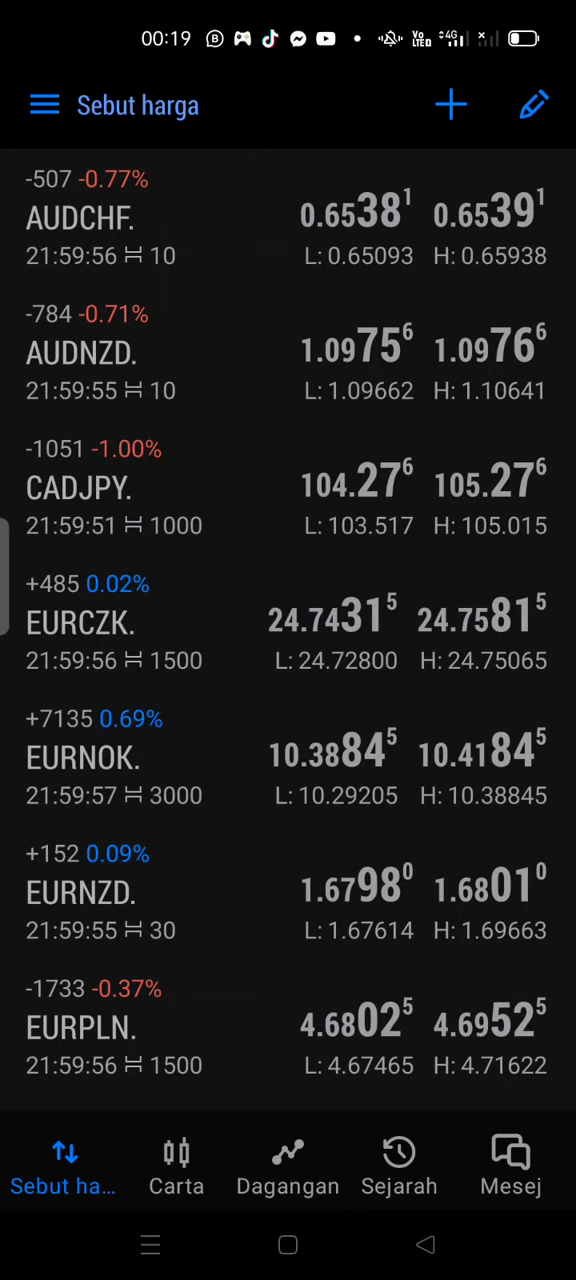 00:19
Vo LTED 4G
Sebut harga
-507 -0.77%
AUDCHF. 0.65381 0.65391
21:59:56 10 L: 0.65093 H: 0.65938
-784 -0.71%
AUDNZD. 1.09756 1.09766
21:59:55 10 L: 1.09662 H: 1.10641
-1051 -1.00%
CADJPY. 104.276 105.276
21:59:51 1000 L: 103.517 H: 105.015
+485 0.02%
EURCZK. 24.74315 24.75815
21:59:56 1500 L: 24.72800 H: 24.75065
+7135 0.69%
EURNOK. 10.38845 10.41845
21:59:57 3000 L: 10.29205 H: 10.38845
+152 0.09%
EURNZD. 1.67980 1.68010
21:59:55 30 L: 1.67614 H: 1.69663
-1733 -0.37%
EURPLN. 4.68025 4.69525
21:59:56 1500 L: 4.67465 H: 4.71622
Sebut ha... Carta Dagangan Sejarah Mesej